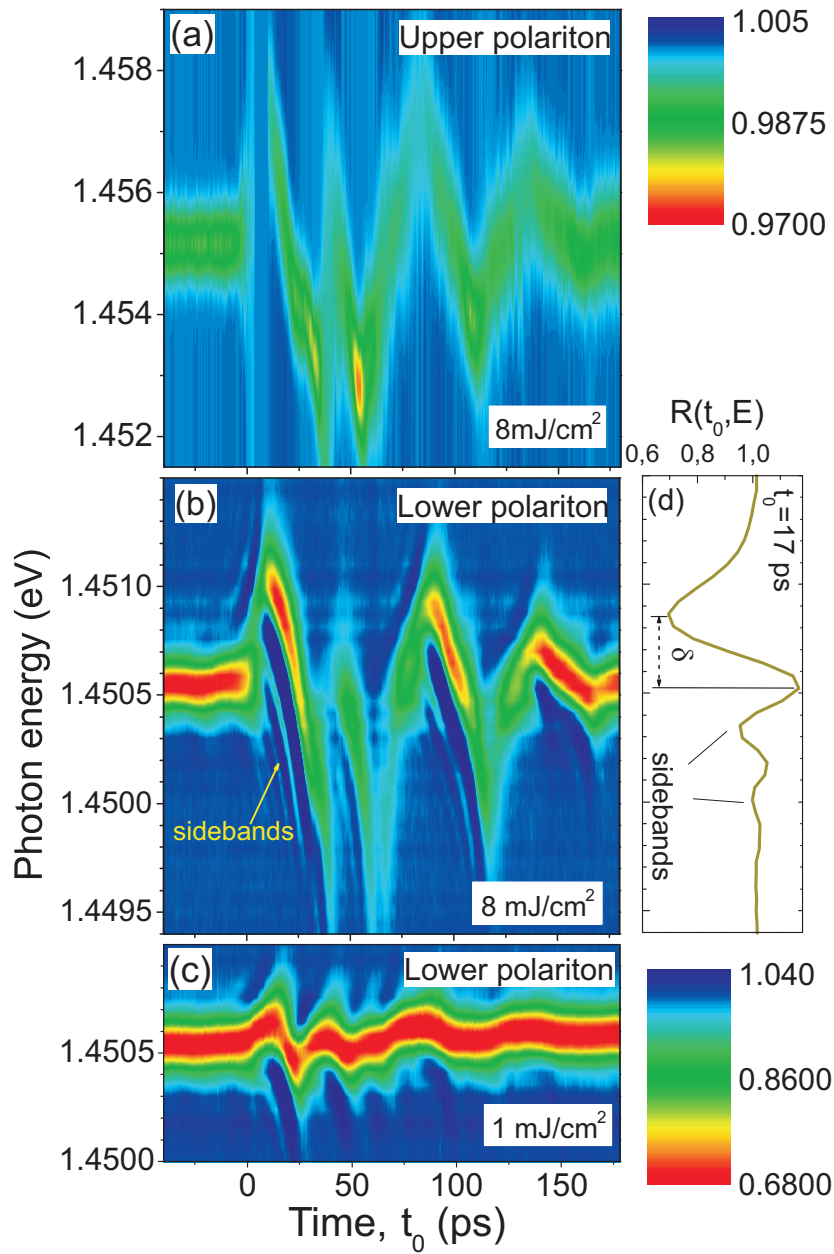 (a)
Upper polariton
1.458
1.456
1.454
1.452
8mJ/cm²
1.005
0.9875
0.9700
R(t₀,E)
0,6 0,8 1,0
(b)
Lower polariton
1.4510
1.4505
1.4500
1.4495
sidebands
8 mJ/cm²
(d)
t₀=17 ps
δ
sidebands
Photon energy (eV)
(c)
Lower polariton
1.4505
1.4500
1 mJ/cm²
1.040
0.8600
0.6800
0 50 100 150
Time, t₀ (ps)